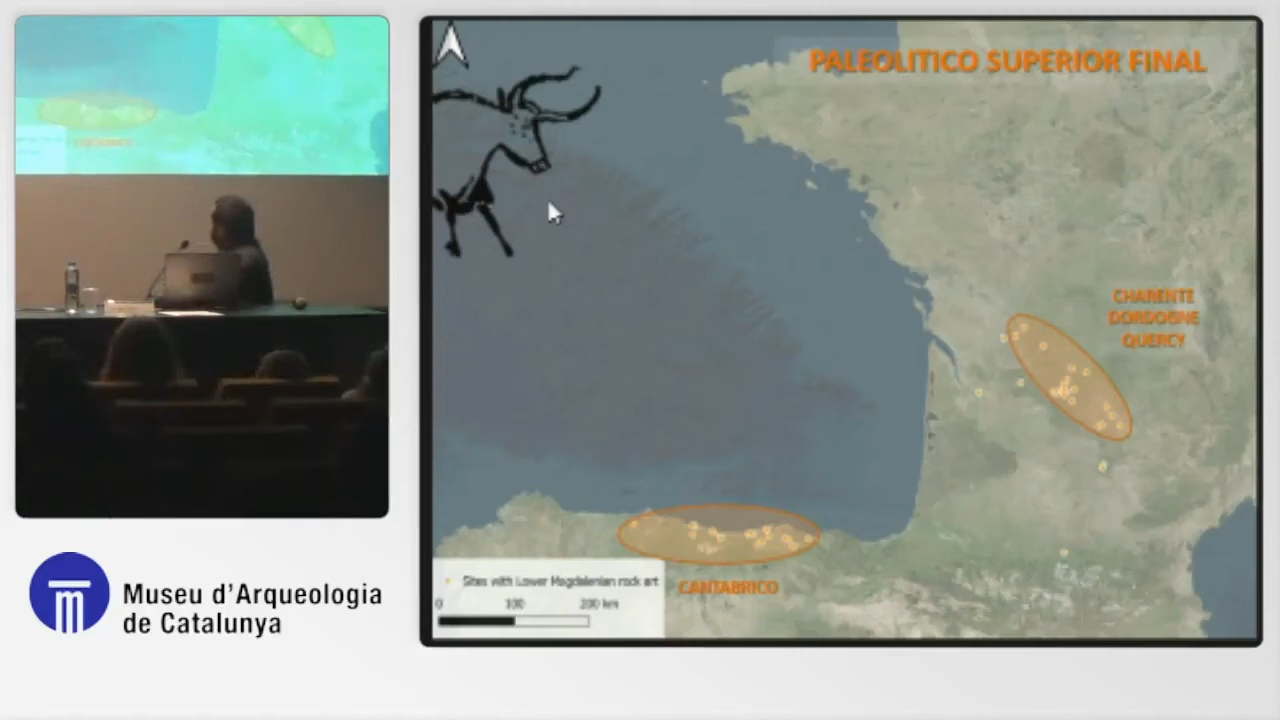 PALEOLITICO SUPERIOR FINAL
CHARENTE
DORDOGNE
QUERCY
Sites with Lower Magdalenian rock art
0 100 200 km
CANTABRICO
Museu d'Arqueologia
de Catalunya